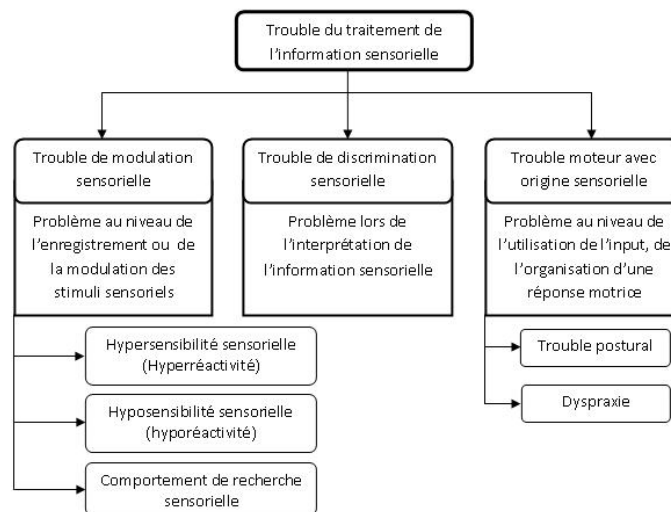 Trouble du traitement de
l'information sensorielle
Trouble de modulation
sensorielle
Problème au niveau de
l'enregistrement ou de
la modulation des
stimuli sensoriels
Hypersensibilité sensorielle
(Hyperréactivité)
Hyposensibilité sensorielle
(hyporéactivité)
Comportement de recherche
sensorielle
Trouble de discrimination
sensorielle
Problème lors de
l'interprétation de
l'information sensorielle
Trouble moteur avec
origine sensorielle
Problème au niveau de
l'utilisation de l'input, de
l'organisation d'une
réponse motrice
Trouble postural
Dyspraxie